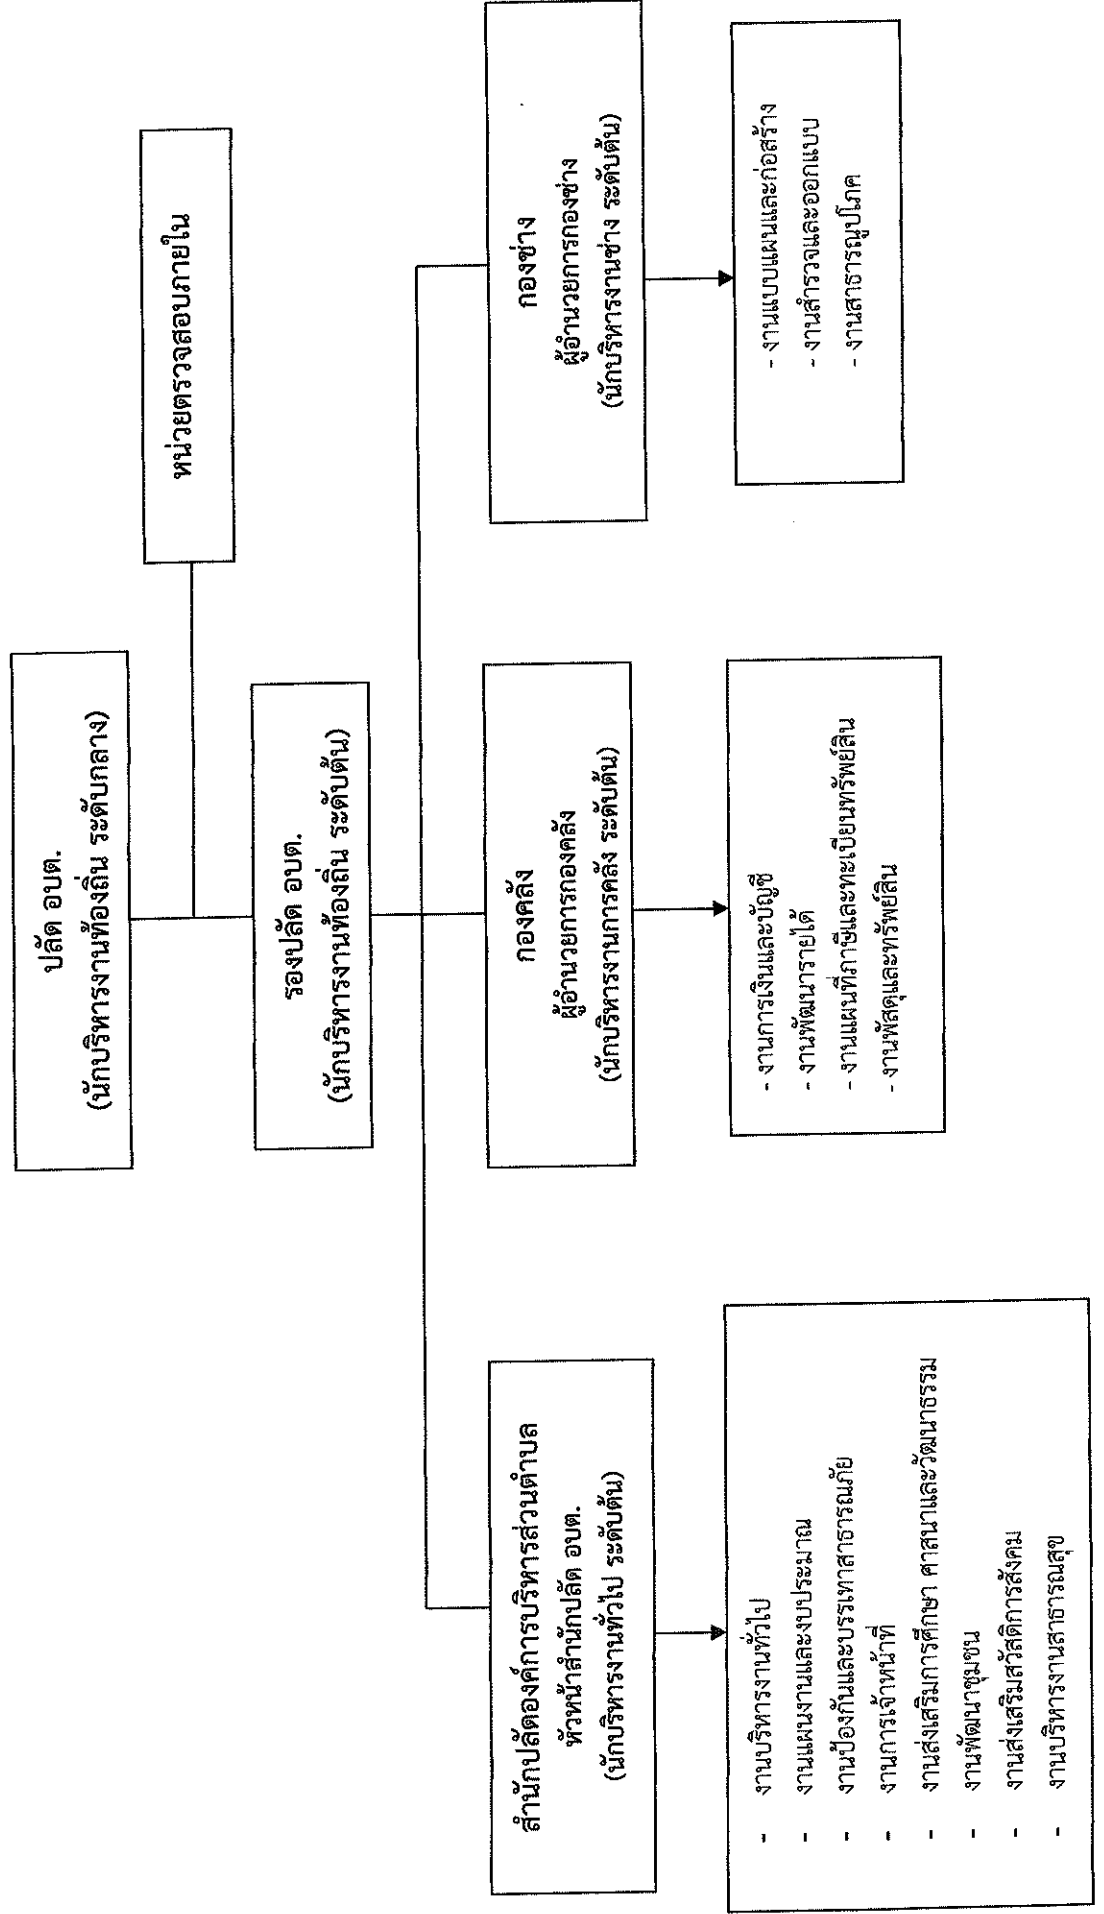 ปลัด อบต.
(นักบริหารงานท้องถิ่น ระดับกลาง)
หน่วยตรวจสอบภายใน
รองปลัด อบต.
(นักบริหารงานท้องถิ่น ระดับต้น)
สำนักปลัดองค์การบริหารส่วนตำบล
หัวหน้าสำนักปลัด อบต.
(นักบริหารงานทั่วไป ระดับต้น)
กองคลัง
ผู้อำนวยการกองคลัง
(นักบริหารงานการคลัง ระดับต้น)
กองช่าง
ผู้อำนวยการกองช่าง
(นักบริหารงานช่าง ระดับต้น)
- งานบริหารงานทั่วไป
- งานแผนงานและงบประมาณ
- งานป้องกันและบรรเทาสาธารณภัย
- งานการเจ้าหน้าที่
- งานส่งเสริมการศึกษา ศาสนาและวัฒนาธรรม
- งานพัฒนาชุมชน
- งานส่งเสริมสวัสดิการสังคม
- งานบริหารงานสาธารณสุข
- งานการเงินและบัญชี
- งานพัฒนารายได้
- งานแผนที่ภาษีและทะเบียนทรัพย์สิน
- งานพัสดุและทรัพย์สิน
- งานแบบแผนและก่อสร้าง
- งานสำรวจและออกแบบ
- งานสาธารณูปโภค